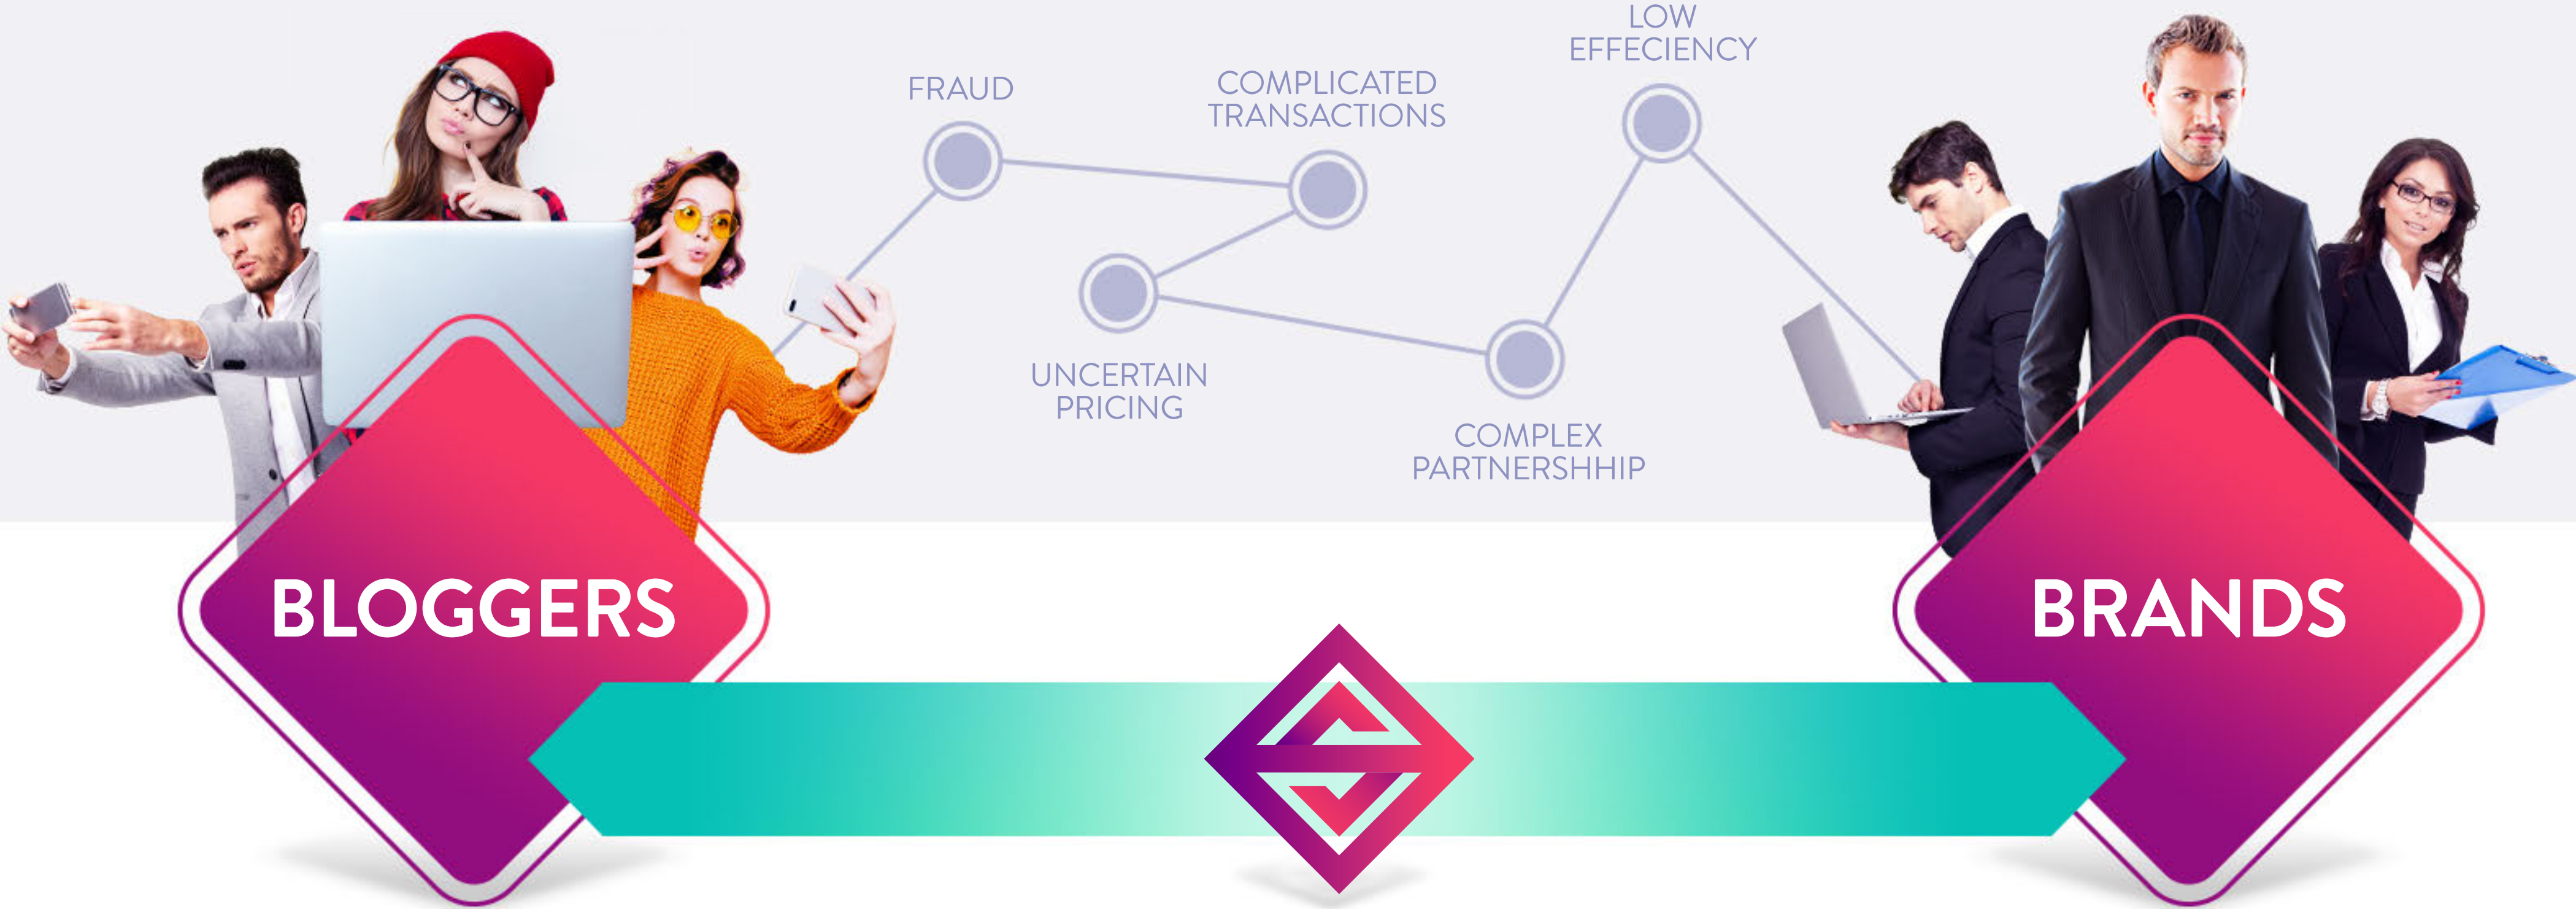 LOW
EFFECIENCY
FRAUD
COMPLICATED
TRANSACTIONS
UNCERTAIN
PRICING
COMPLEX
PARTNERSHHIP
BLOGGERS
BRANDS